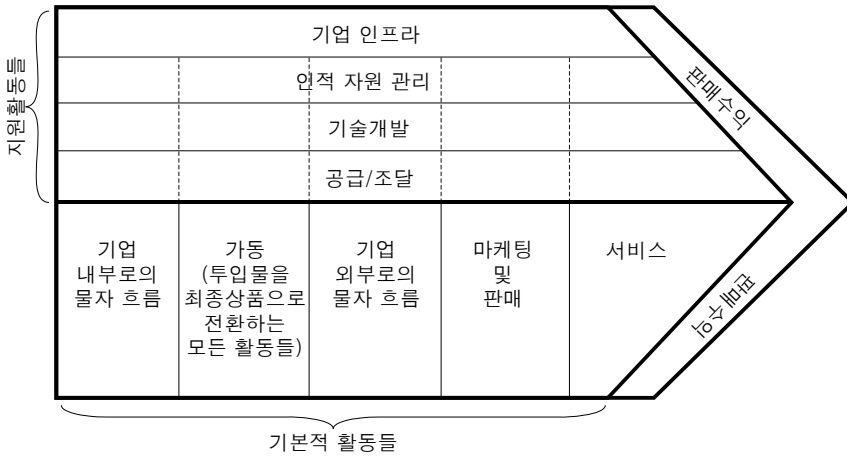 기업 인프라
인적 자원 관리
기술개발
공급/조달
지원활동들
판매수익
기업
내부로의
물자 흐름
가동
(투입물을
최종상품으로
전환하는
모든 활동들)
기업
외부로의
물자 흐름
마케팅
및
판매
서비스
판매수익
기본적 활동들